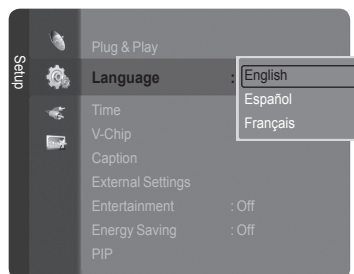 Setup
Plug & Play
Language : English
Español
Français
Time
V-Chip
Caption
External Settings
Entertainment : Off
Energy Saving : Off
PIP